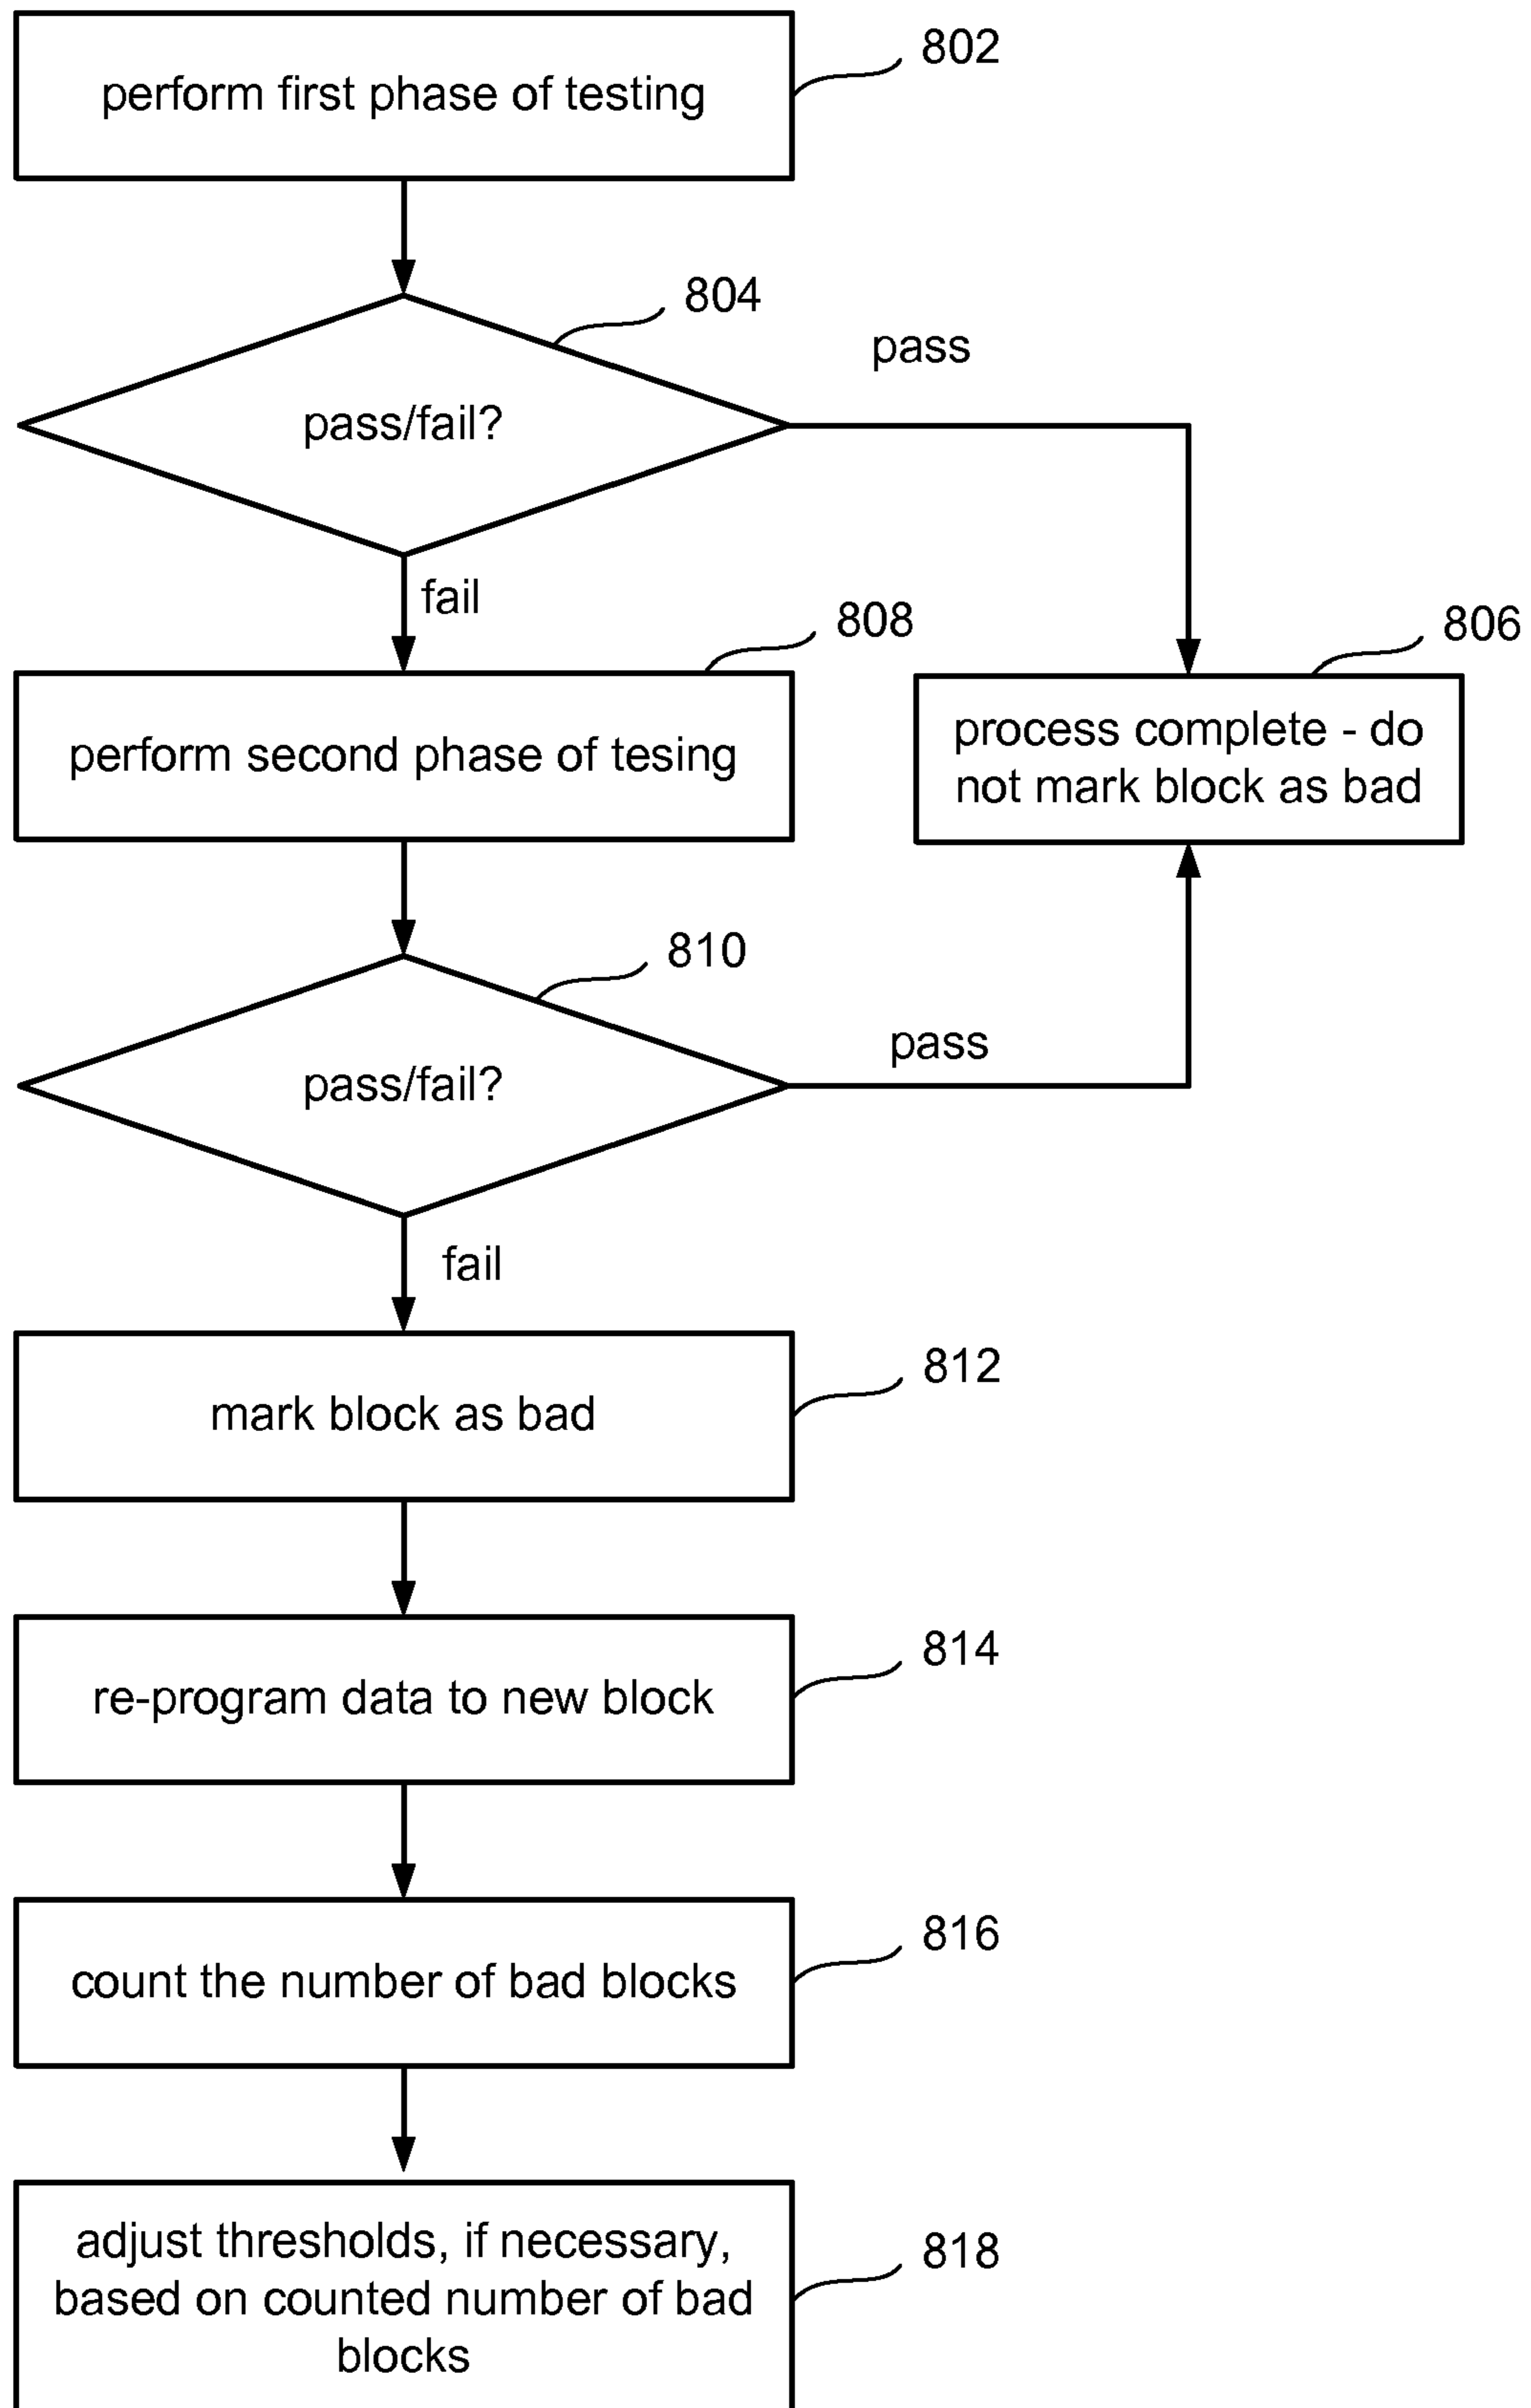 perform first phase of testing
802
804
pass/fail?
pass
fail
808
806
perform second phase of tesing
process complete - do
not mark block as bad
810
pass/fail?
pass
fail
812
mark block as bad
814
re-program data to new block
816
count the number of bad blocks
818
adjust thresholds, if necessary,
based on counted number of bad
blocks